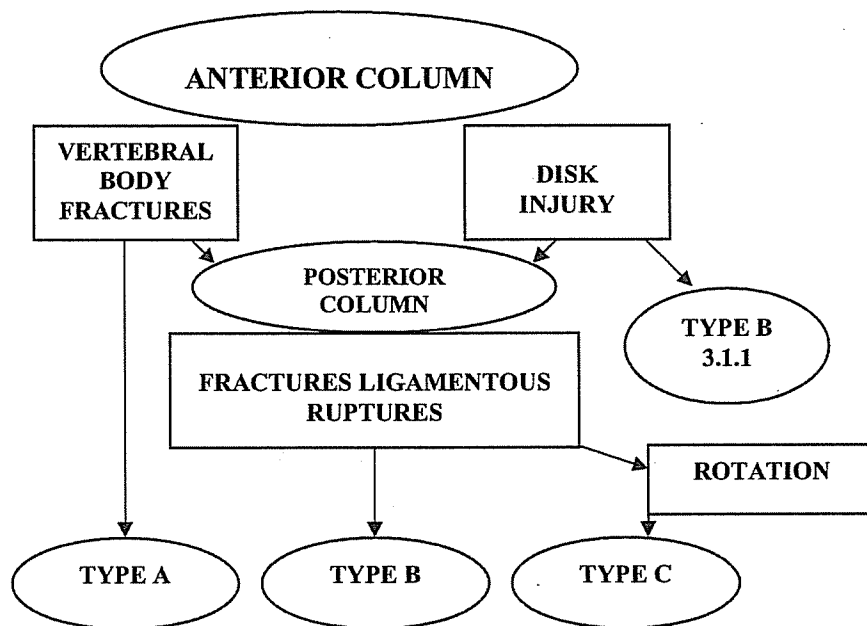 ANTERIOR COLUMN
VERTEBRAL
BODY
FRACTURES
DISK
INJURY
POSTERIOR
COLUMN
TYPE B
3.1.1
FRACTURES LIGAMENTOUS
RUPTURES
ROTATION
TYPE A
TYPE B
TYPE C